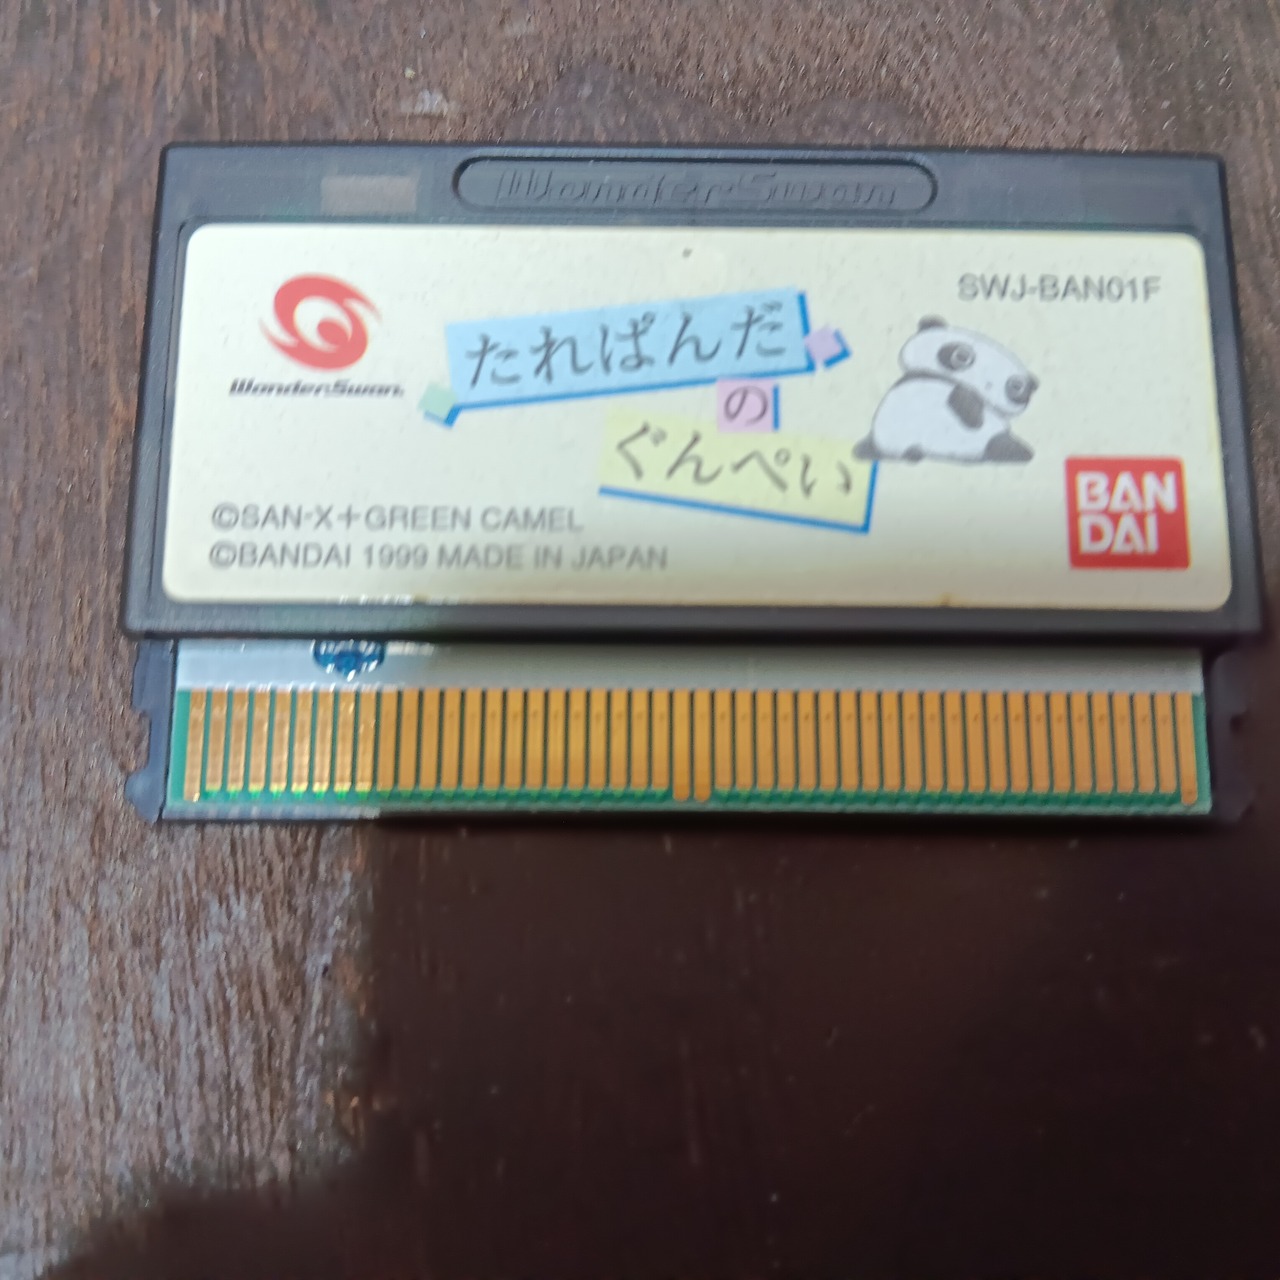 WonderSwan
SWJ-BAN01F
WonderSwan
たれぱんだ
の
ぐんぺい
BAN
DAI
©SAN-X+GREEN CAMEL
©BANDAI 1999 MADE IN JAPAN